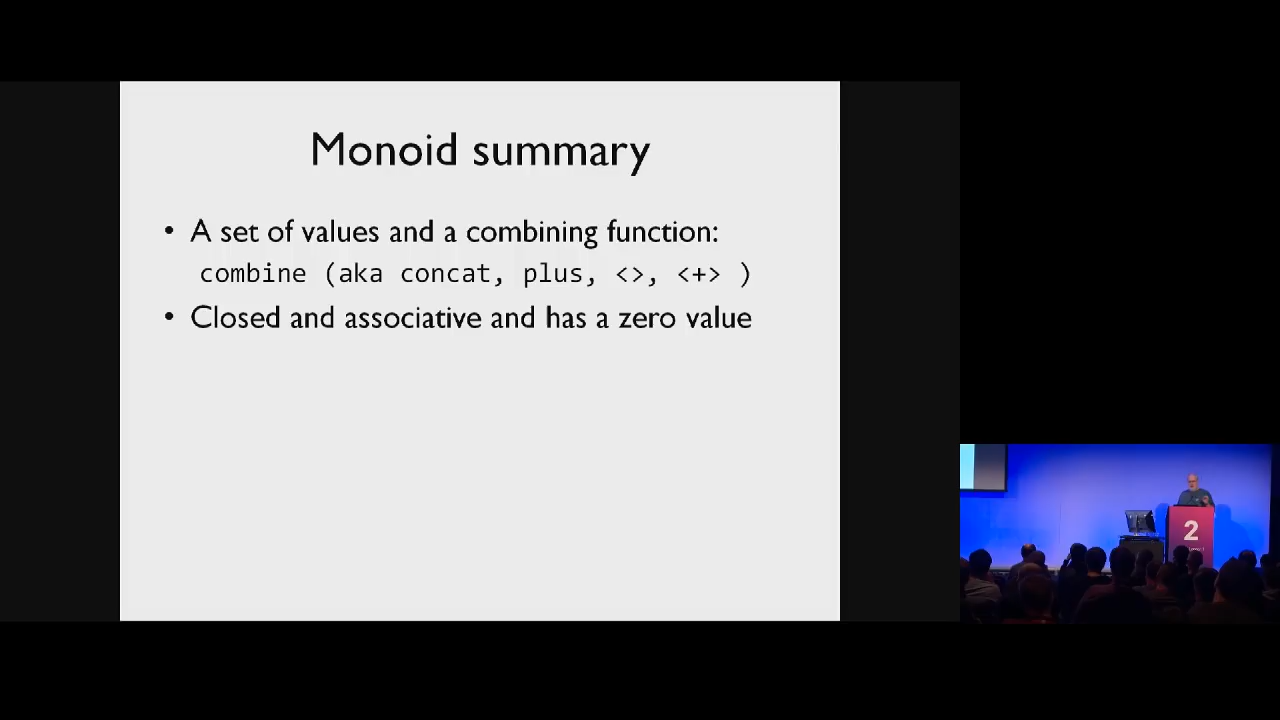 Monoid summary
• A set of values and a combining function:
combine (aka concat, plus, <>, <+> )
• Closed and associative and has a zero value
2